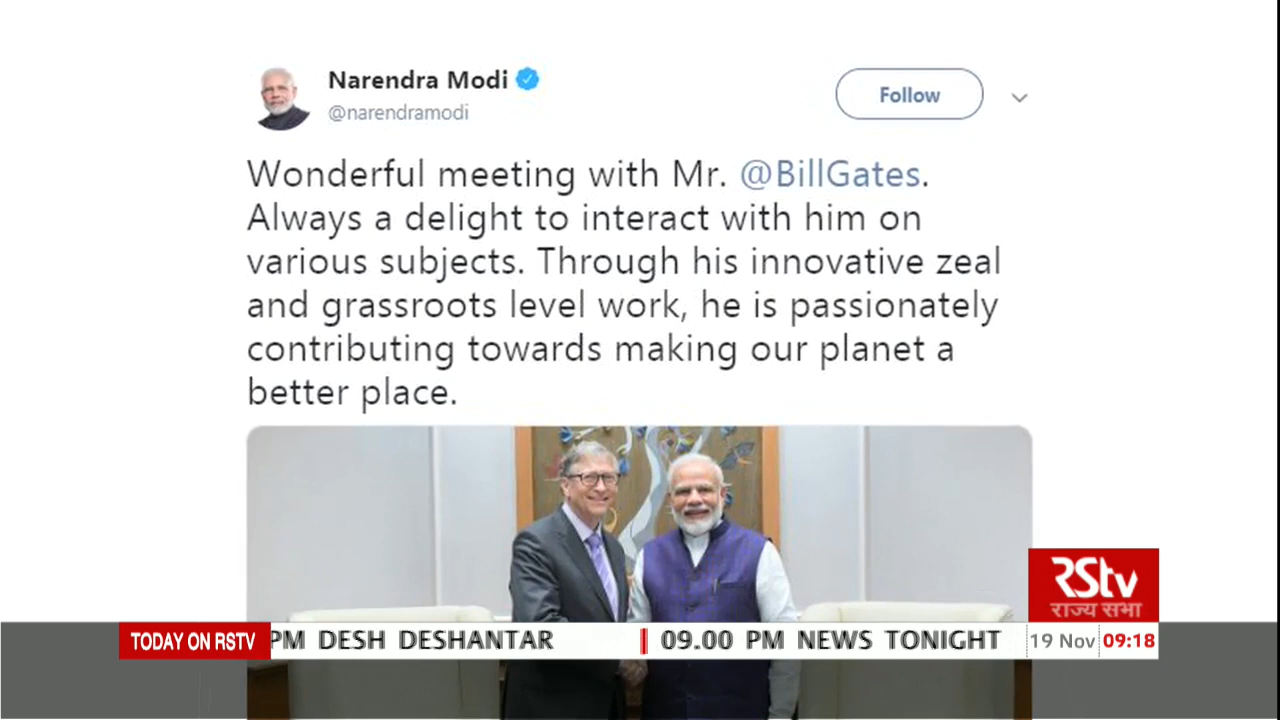 Narendra Modi
@narendramodi
Follow
Wonderful meeting with Mr. @BillGates.
Always a delight to interact with him on
various subjects. Through his innovative zeal
and grassroots level work, he is passionately
contributing towards making our planet a
better place.
RStv
राज्य सभा
TODAY ON RSTV
PM DESH DESHANTAR | 09.00 PM NEWS TONIGHT
19 Nov 09:18